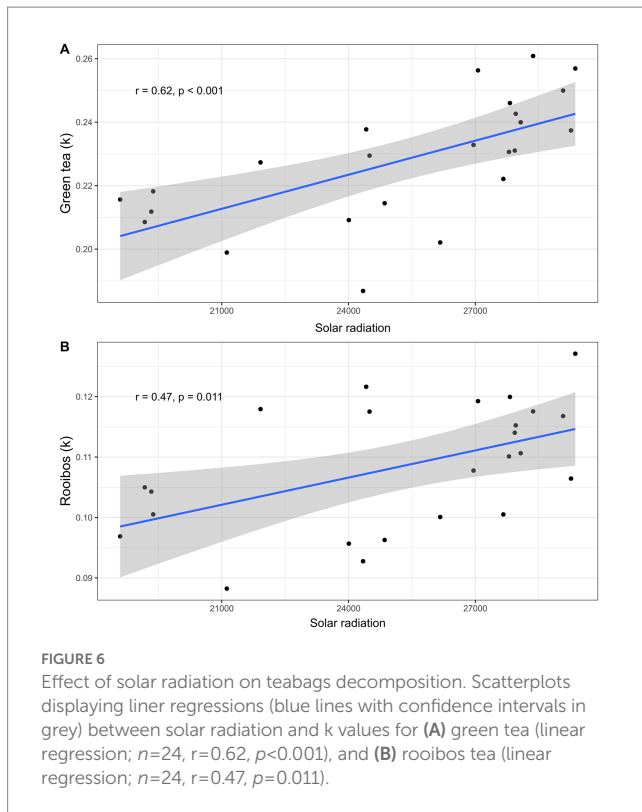 A
0.26
r = 0.62, p < 0.001
0.24
Green tea (k)
0.22
0.20
21000 24000 27000
Solar radiation
B
0.12
r = 0.47, p = 0.011
0.11
Rooibos (k)
0.10
0.09
21000 24000 27000
Solar radiation
FIGURE 6
Effect of solar radiation on teabags decomposition. Scatterplots
displaying liner regressions (blue lines with confidence intervals in
grey) between solar radiation and k values for (A) green tea (linear
regression; n=24, r=0.62, p<0.001), and (B) rooibos tea (linear
regression; n=24, r=0.47, p=0.011).